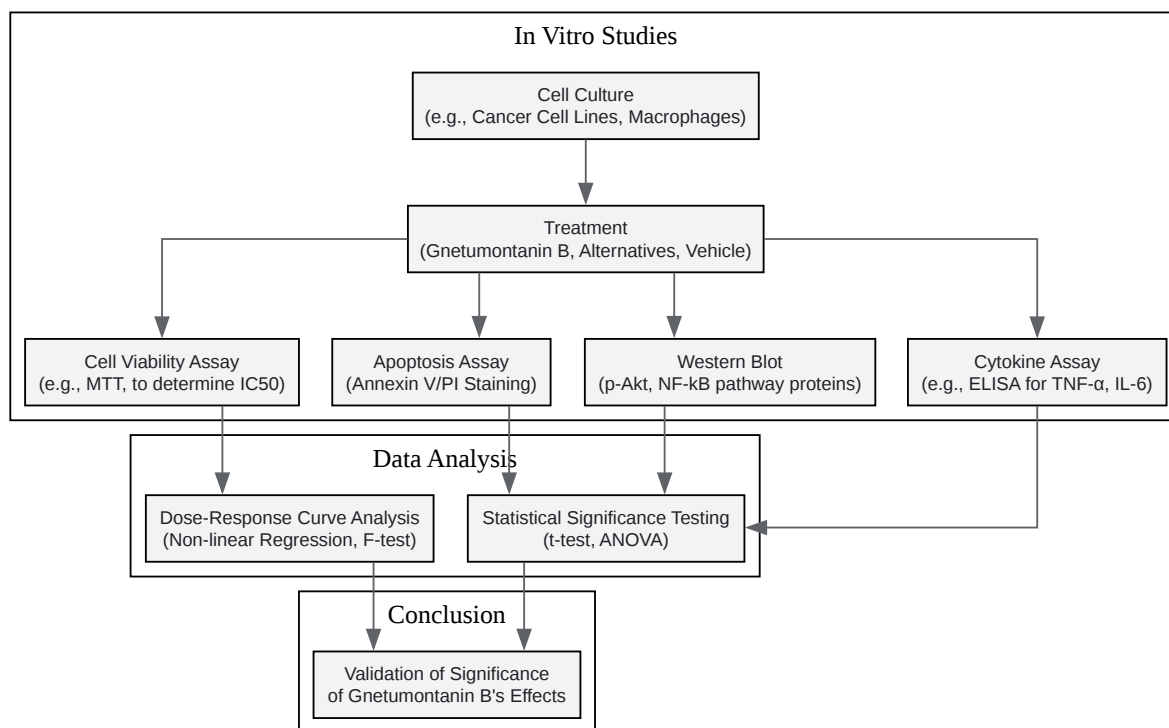 In Vitro Studies
Cell Culture
(e.g., Cancer Cell Lines, Macrophages)
Treatment
(Gnetumontanin B, Alternatives, Vehicle)
Cell Viability Assay
(e.g., MTT, to determine IC50)
Apoptosis Assay
(Annexin V/PI Staining)
Western Blot
(p-Akt, NF-kB pathway proteins)
Cytokine Assay
(e.g., ELISA for TNF-α, IL-6)
Data Analysis
Dose-Response Curve Analysis
(Non-linear Regression, F-test)
Statistical Significance Testing
(t-test, ANOVA)
Conclusion
Validation of Significance
of Gnetumontanin B's Effects